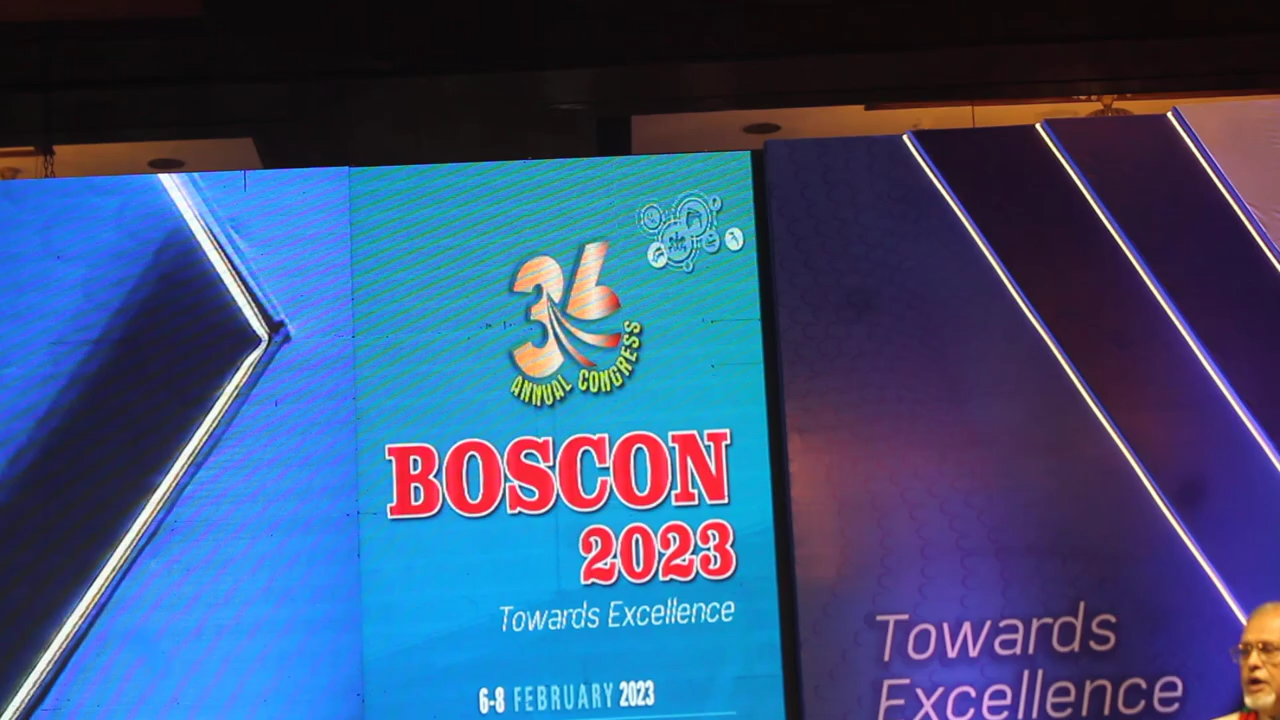 36
ANNUAL CONGRESS
BOSCON
2023
Towards Excellence
6-8 FEBRUARY 2023
Towards
Excellence